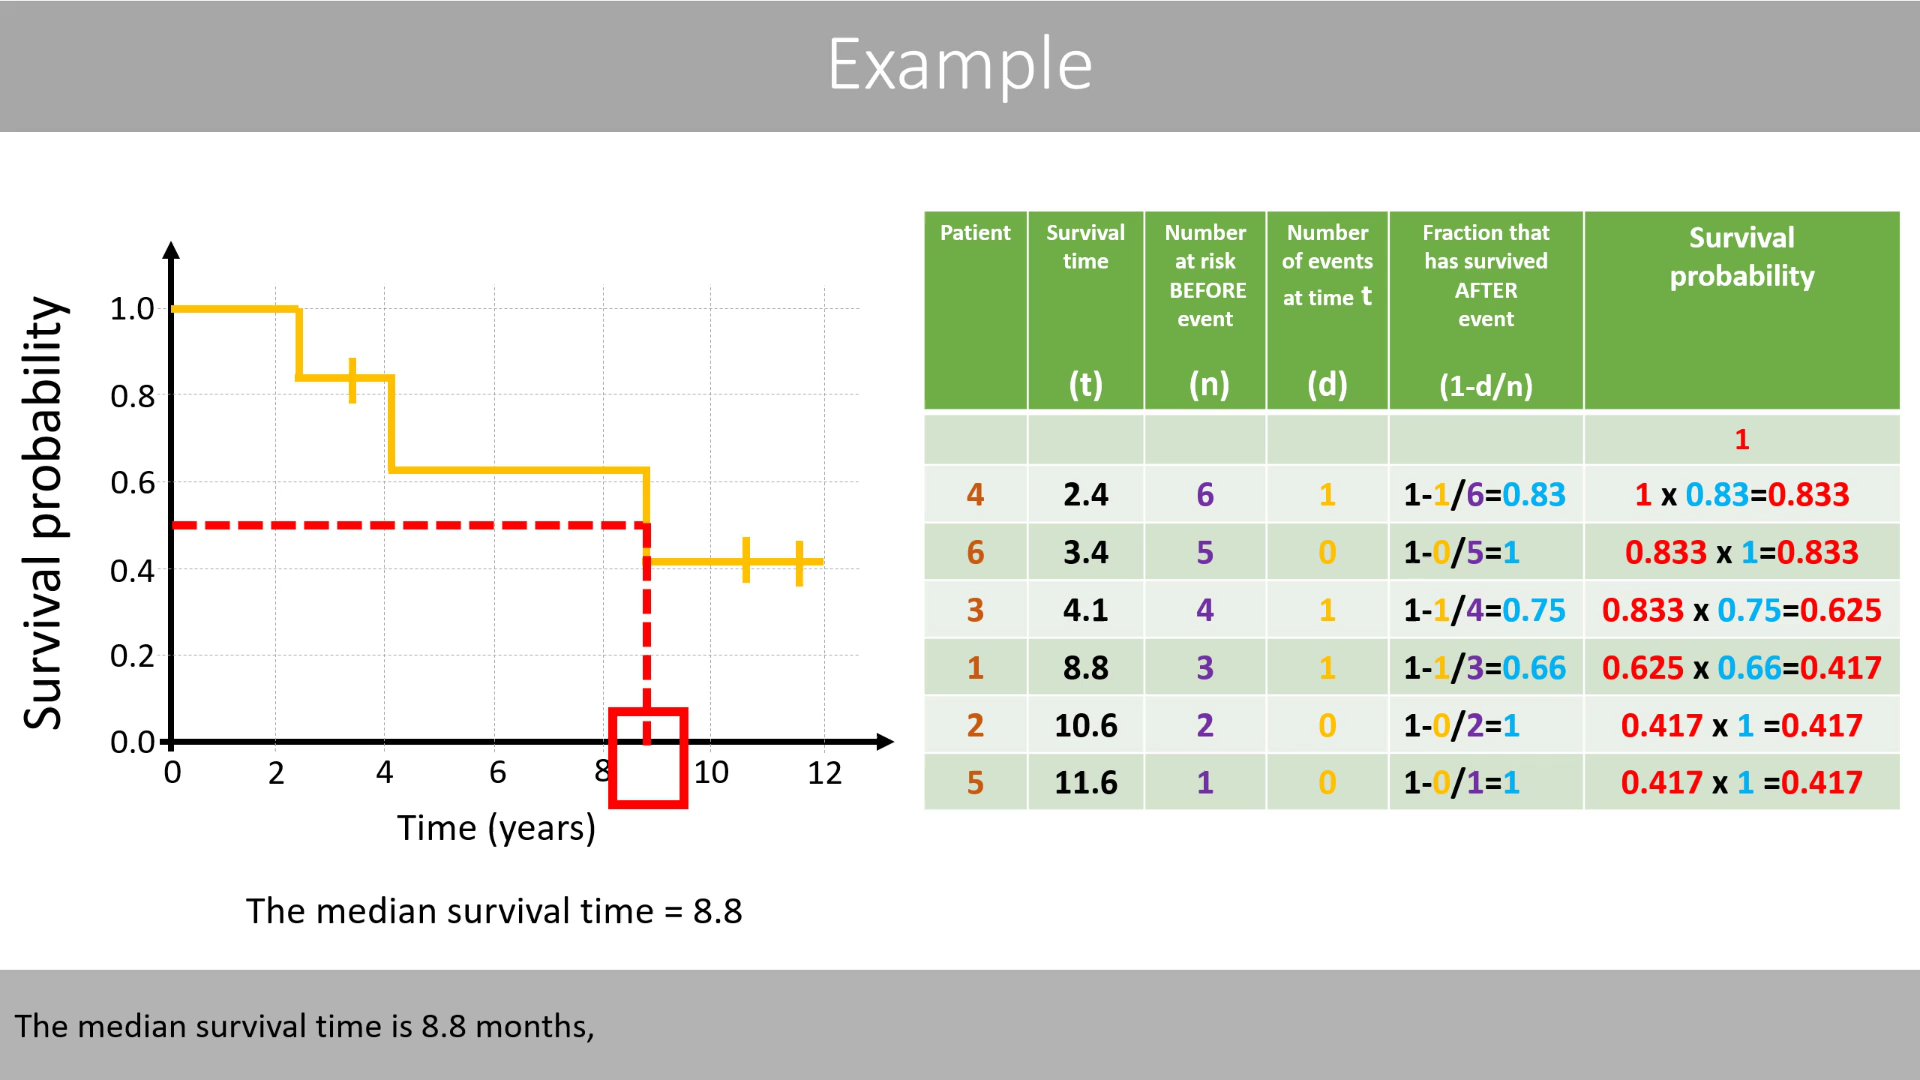 Example
Survival probability
1.0
0.8
0.6
0.4
0.2
0.0
0 2 4 6 8 10 12
Time (years)
The median survival time = 8.8
Patient
Survival
time
(t)
Number
at risk
BEFORE
event
(n)
Number
of events
at time t
(d)
Fraction that
has survived
AFTER
event
(1-d/n)
Survival
probability
1
4 2.4 6 1 1-1/6=0.83 1 x 0.83=0.833
6 3.4 5 0 1-0/5=1 0.833 x 1=0.833
3 4.1 4 1 1-1/4=0.75 0.833 x 0.75=0.625
1 8.8 3 1 1-1/3=0.66 0.625 x 0.66=0.417
2 10.6 2 0 1-0/2=1 0.417 x 1 =0.417
5 11.6 1 0 1-0/1=1 0.417 x 1 =0.417
The median survival time is 8.8 months,